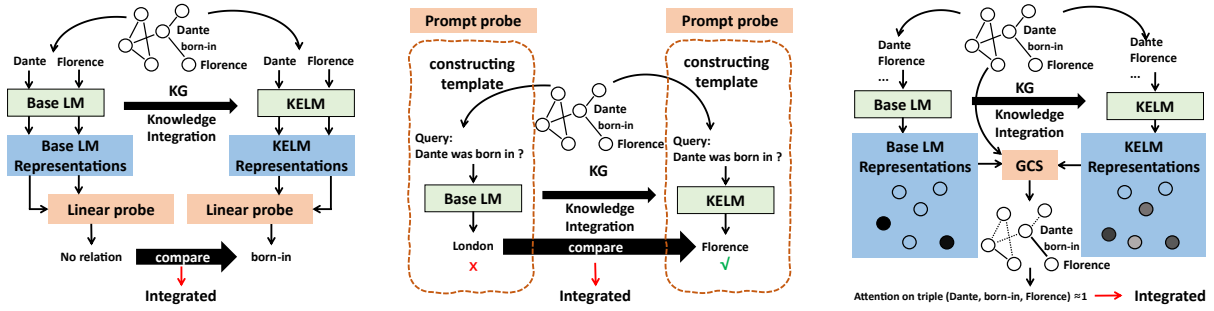 Dante
born-in
Florence
Dante Florence
Dante Florence
Base LM
KG
Knowledge
Integration
KELM
Base LM
Representations
KELM
Representations
Linear probe
Linear probe
No relation
compare
born-in
Integrated
Prompt probe
Prompt probe
constructing
template
constructing
template
Dante
born-in
Florence
Query:
Dante was born in ?
Query:
Dante was born in ?
KG
Base LM
Knowledge
Integration
KELM
London
compare
Florence
X
√
Integrated
Dante
born-in
Florence
Dante
Florence
...
Dante
Florence
...
KG
Base LM
Knowledge
Integration
KELM
Base LM
Representations
GCS
KELM
Representations
Dante
born-in
Florence
Attention on triple (Dante, born-in, Florence) ≈1
Integrated